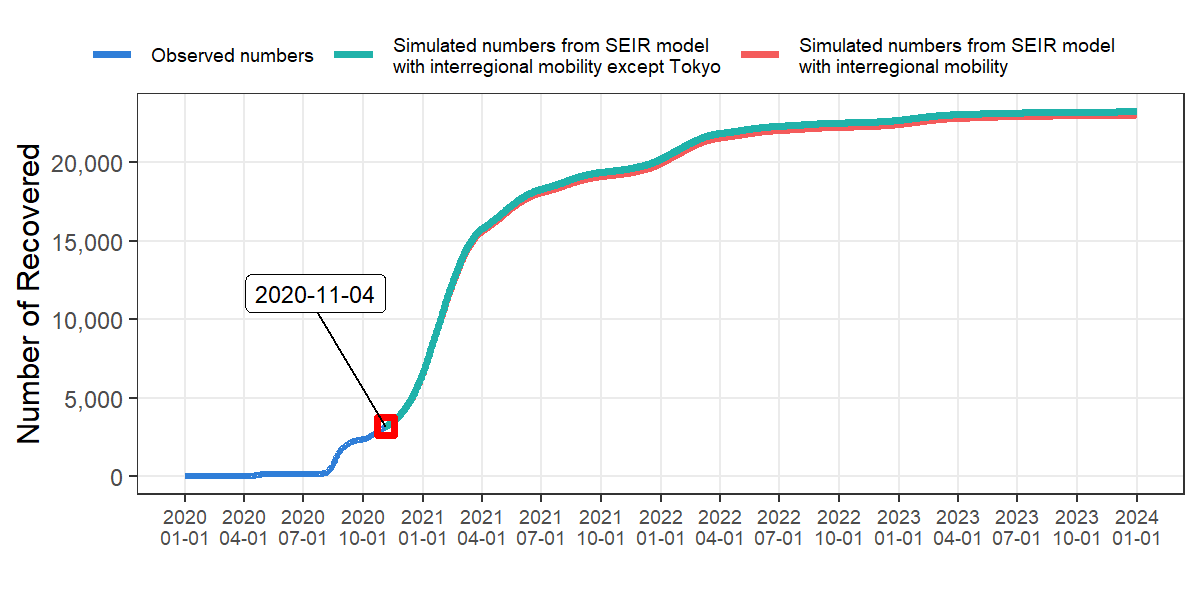 Observed numbers
Simulated numbers from SEIR model
with interregional mobility except Tokyo
Simulated numbers from SEIR model
with interregional mobility
Number of Recovered
20,000
15,000
10,000
5,000
0
2020-11-04
2020 2020 2020 2020 2021 2021 2021 2021 2022 2022 2022 2022 2023 2023 2023 2023 2024
01-01 04-01 07-01 10-01 01-01 04-01 07-01 10-01 01-01 04-01 07-01 10-01 01-01 04-01 07-01 10-01 01-01